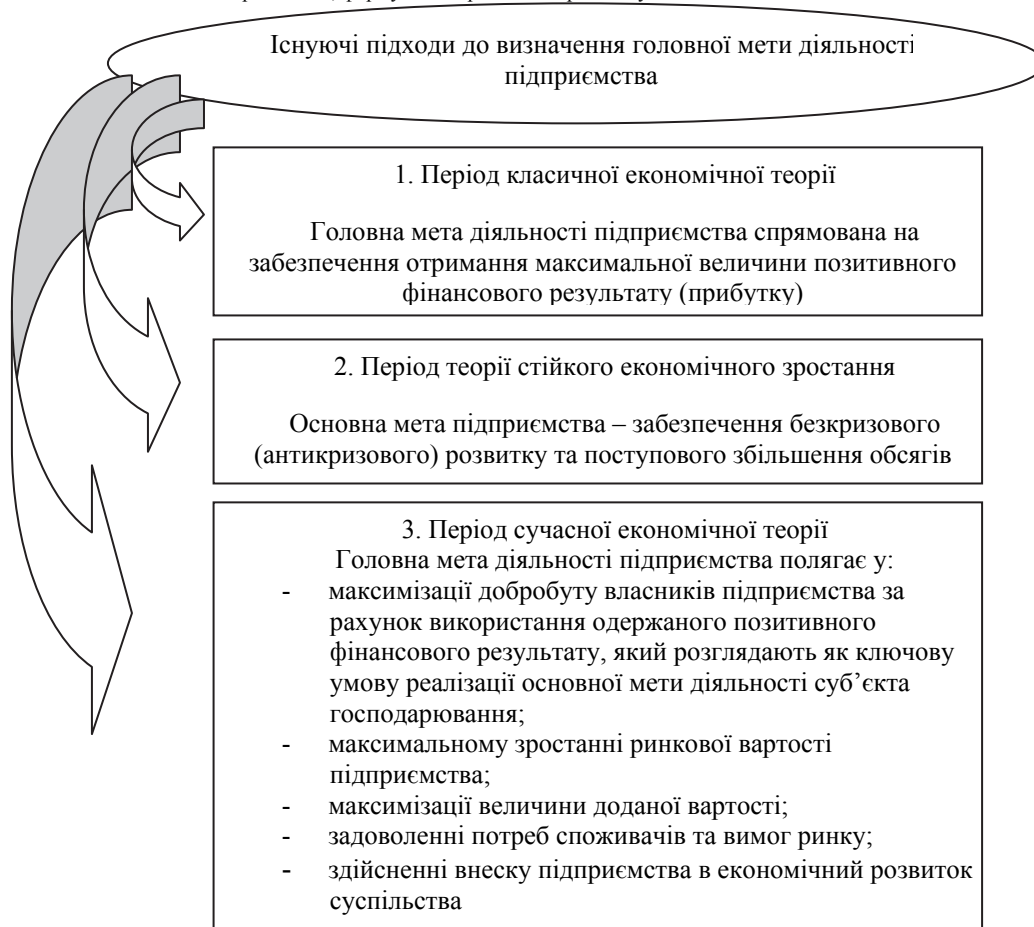 Існуючі підходи до визначення головної мети діяльності
підприємства
1. Період класичної економічної теорії
Головна мета діяльності підприємства спрямована на
забезпечення отримання максимальної величини позитивного
фінансового результату (прибутку)
2. Період теорії стійкого економічного зростання
Основна мета підприємства – забезпечення безкризового
(антикризового) розвитку та поступового збільшення обсягів
3. Період сучасної економічної теорії
Головна мета діяльності підприємства полягає у:
- максимізації добробуту власників підприємства за
рахунок використання одержаного позитивного
фінансового результату, який розглядають як ключову
умову реалізації основної мети діяльності суб’єкта
господарювання;
- максимальному зростанні ринкової вартості
підприємства;
- максимізації величини доданої вартості;
- задоволенні потреб споживачів та вимог ринку;
- здійсненні внеску підприємства в економічний розвиток
суспільства